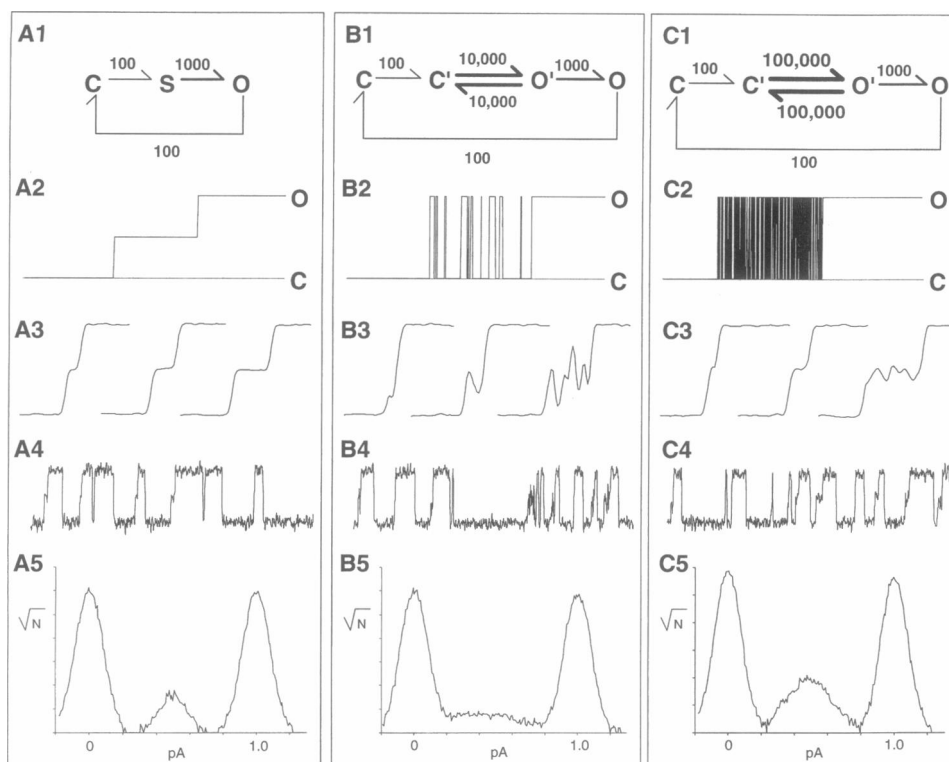 A1
100 1000
C S O
100
A2
O
C
A3
A4
A5
√N
0 1.0
pA
B1
100 10,000 1000
C C' O' O
10,000
100
B2
O
C
B3
B4
B5
√N
0 1.0
pA
C1
100 100,000 1000
C C' O' O
100,000
100
C2
O
C
C3
C4
C5
√N
0 1.0
pA